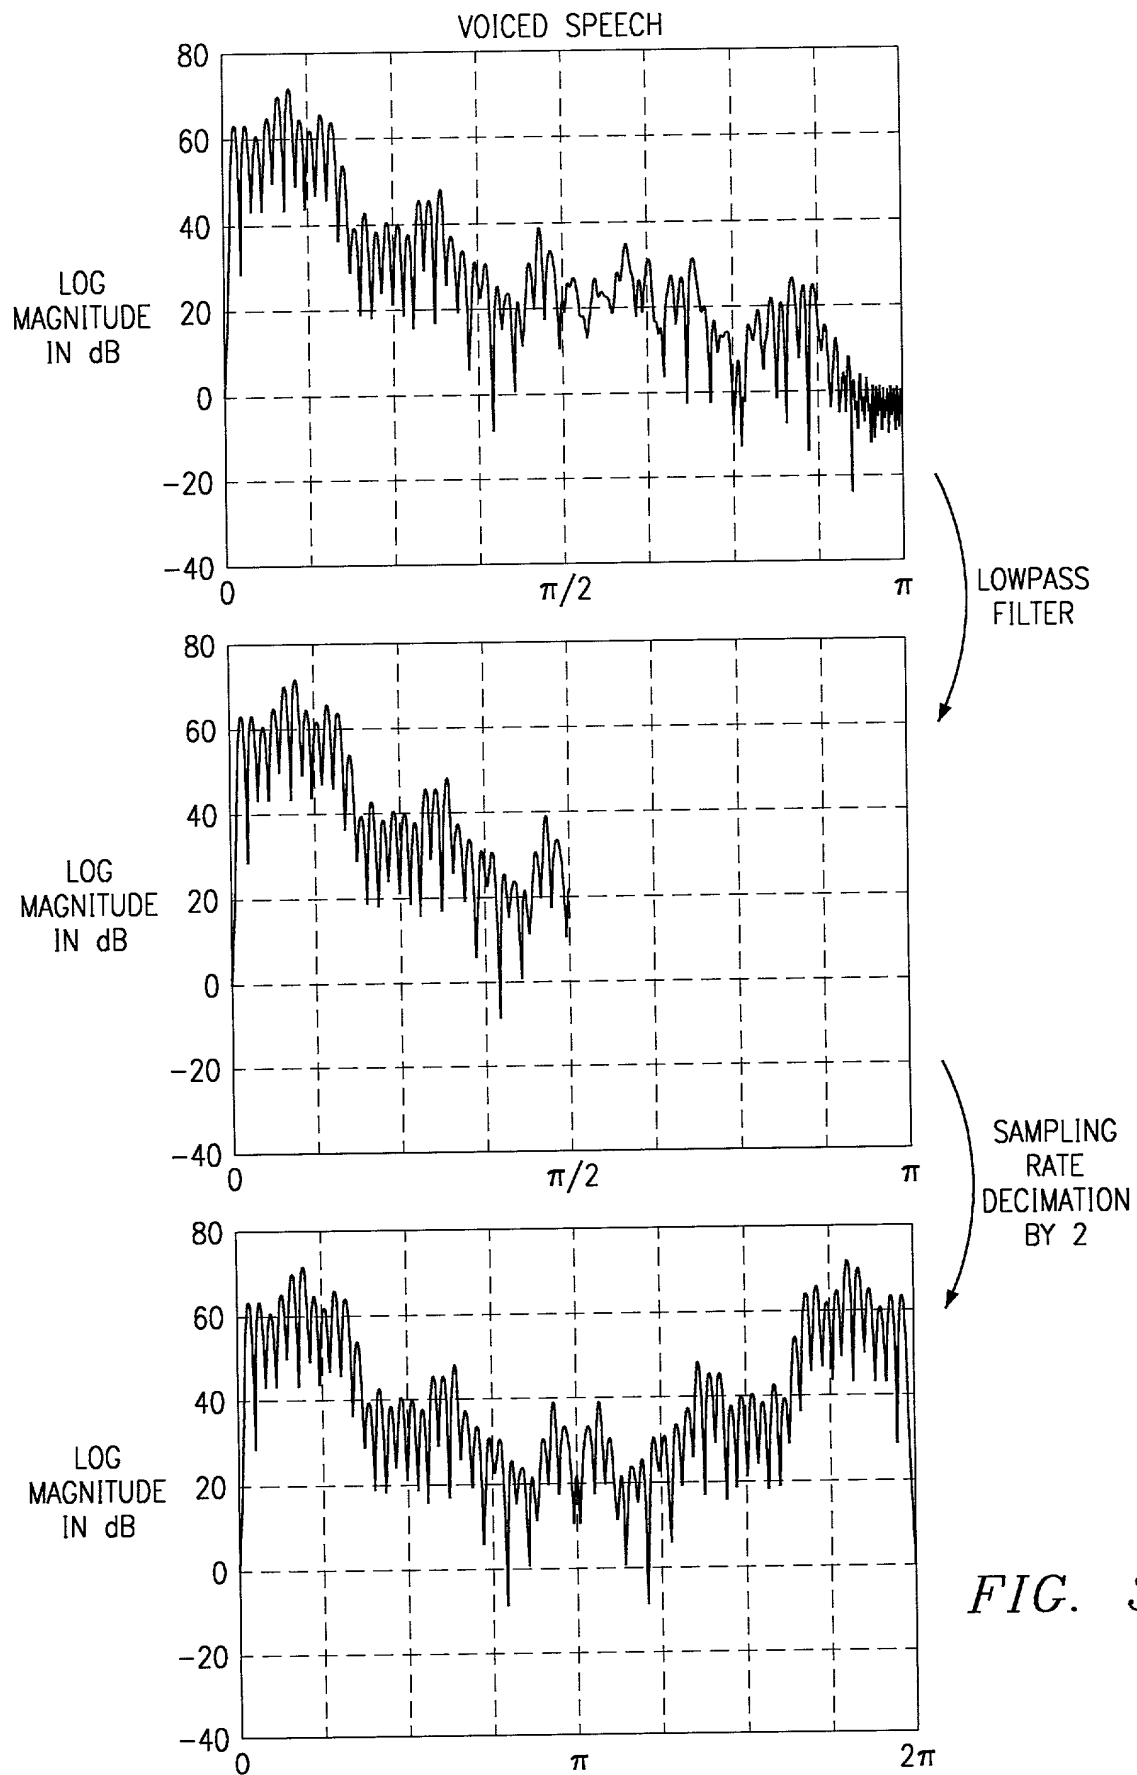 VOICED SPEECH
80
60
40
20
0
-20
-40
LOG
MAGNITUDE
IN dB
0
π/2
π
LOWPASS
FILTER
80
60
40
20
0
-20
-40
LOG
MAGNITUDE
IN dB
0
π/2
π
SAMPLING
RATE
DECIMATION
BY 2
80
60
40
20
0
-20
-40
LOG
MAGNITUDE
IN dB
0
π
2π
FIG.